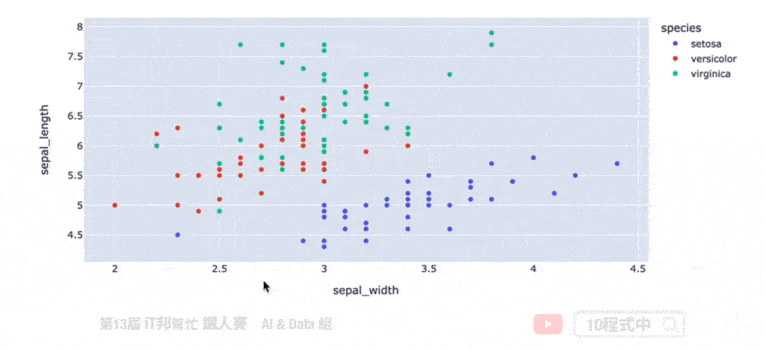 species
setosa
versicolor
virginica
sepal_length
8
7.5
7
6.5
6
5.5
5
4.5
2 2.5 3 3.5 4 4.5
sepal_width
第13屆 iT邦幫忙 鐵人賽 AI & Data 組
10程式中